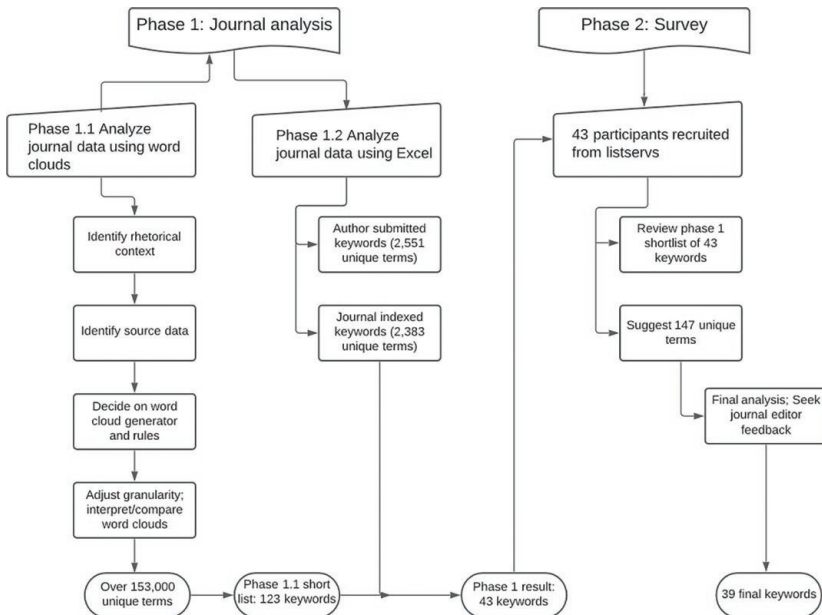 Phase 1: Journal analysis
Phase 2: Survey
Phase 1.1 Analyze
journal data using word
clouds
Phase 1.2 Analyze
journal data using Excel
43 participants recruited
from listservs
Identify rhetorical
context
Author submitted
keywords (2,551
unique terms)
Review phase 1
shortlist of 43
keywords
Identify source data
Journal indexed
keywords (2,383
unique terms)
Suggest 147 unique
terms
Decide on word
cloud generator
and rules
Final analysis; Seek
journal editor
feedback
Adjust granularity;
interpret/compare
word clouds
Over 153,000
unique terms
Phase 1.1 short
list: 123 keywords
Phase 1 result:
43 keywords
39 final keywords